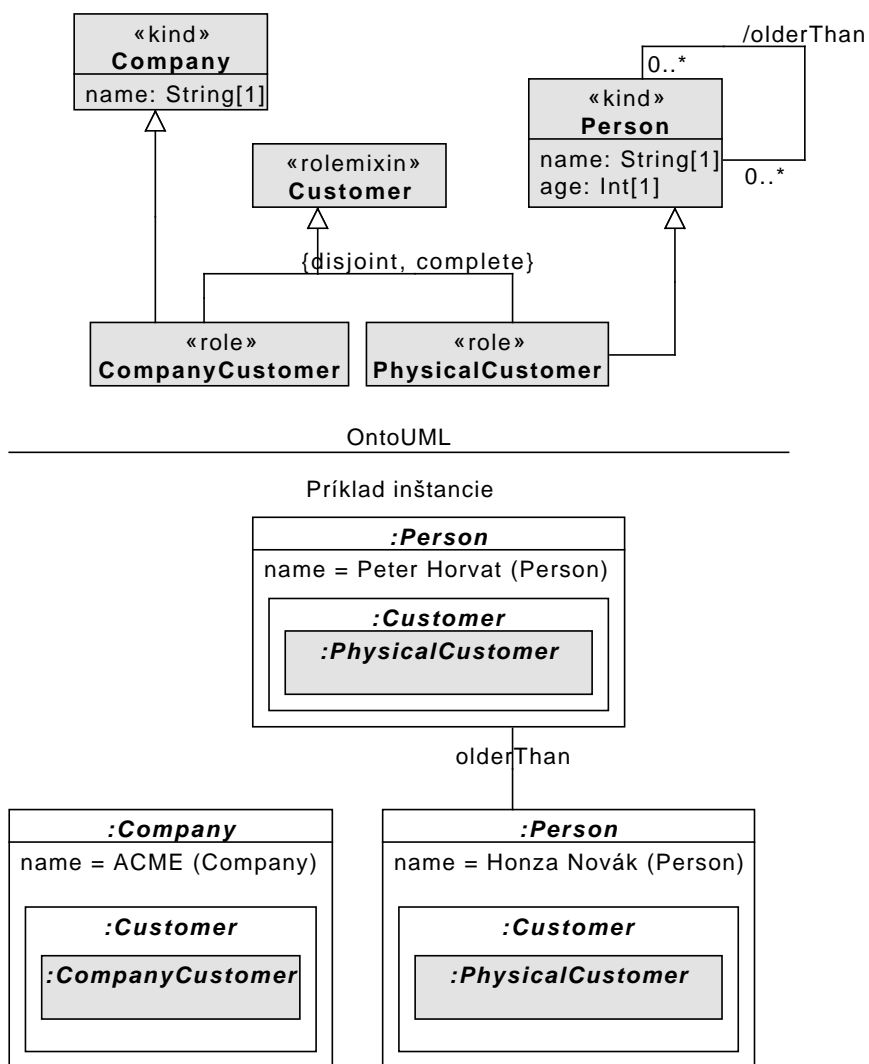 «kind»
Company
name: String[1]
/olderThan
0..*
«kind»
Person
name: String[1]
age: Int[1]
0..*
«rolemixin»
Customer
{disjoint, complete}
«role»
CompanyCustomer
«role»
PhysicalCustomer
OntoUML
Príklad inštancie
:Person
name = Peter Horvat (Person)
:Customer
:PhysicalCustomer
olderThan
:Company
name = ACME (Company)
:Customer
:CompanyCustomer
:Person
name = Honza Novák (Person)
:Customer
:PhysicalCustomer